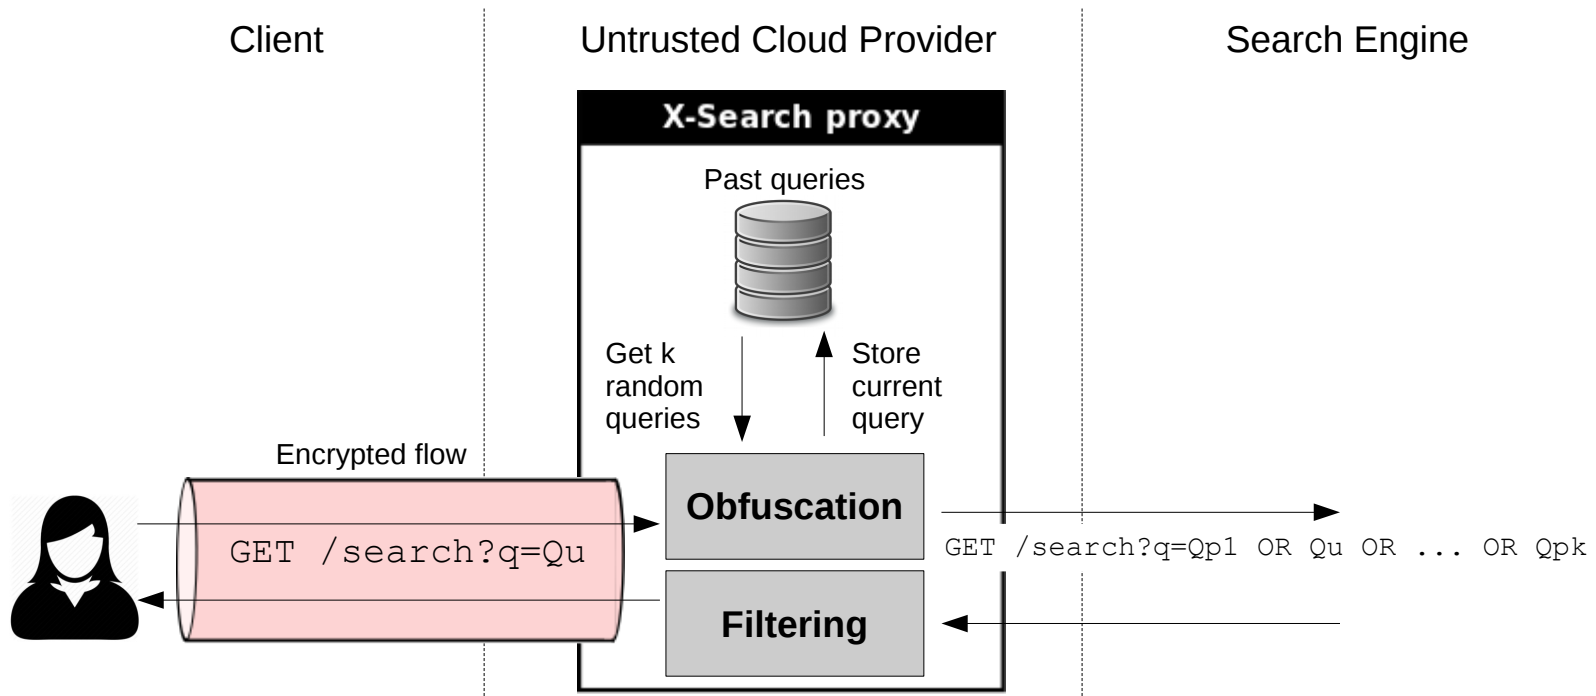 Client
Untrusted Cloud Provider
Search Engine
X-Search proxy
Past queries
Get k
random
queries
Store
current
query
Encrypted flow
GET /search?q=Qu
Obfuscation
GET /search?q=Qp1 OR Qu OR ... OR Qpk
Filtering